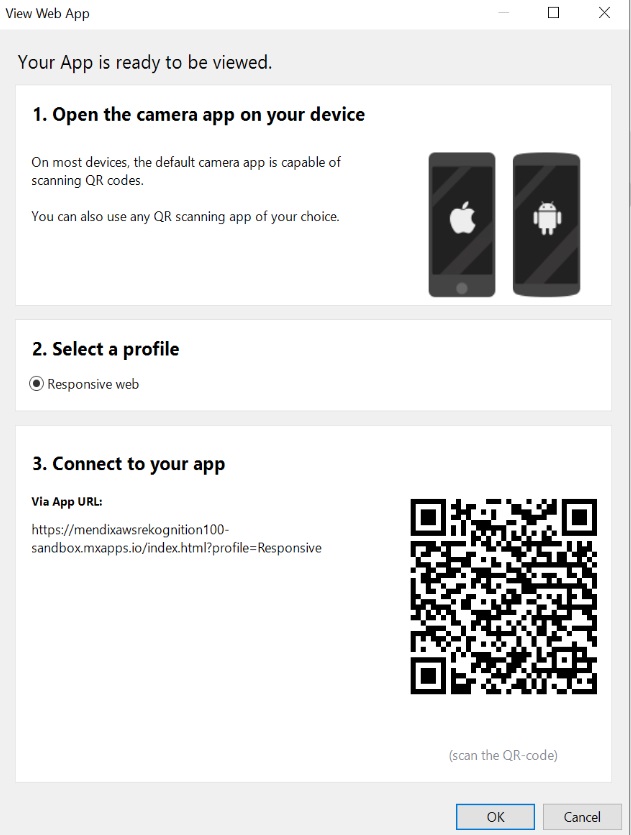 View Web App
Your App is ready to be viewed.
1. Open the camera app on your device
On most devices, the default camera app is capable of
scanning QR codes.
You can also use any QR scanning app of your choice.
2. Select a profile
Responsive web
3. Connect to your app
Via App URL:
https://mendixawsrekognition100-
sandbox.mxapps.io/index.html?profile=Responsive
(scan the QR-code)
OK
Cancel